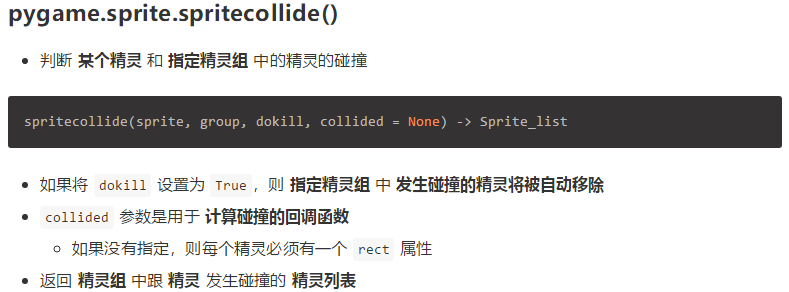 pygame.sprite.spritecollide()
判断 某个精灵 和 指定精灵组 中的精灵的碰撞
spritecollide(sprite, group, dokill, collided = None) -> Sprite_list
如果将 dokill 设置为 True，则 指定精灵组 中 发生碰撞的精灵将被自动移除
collided 参数是用于 计算碰撞的回调函数
如果没有指定，则每个精灵必须有一个 rect 属性
返回 精灵组 中跟 精灵 发生碰撞的 精灵列表